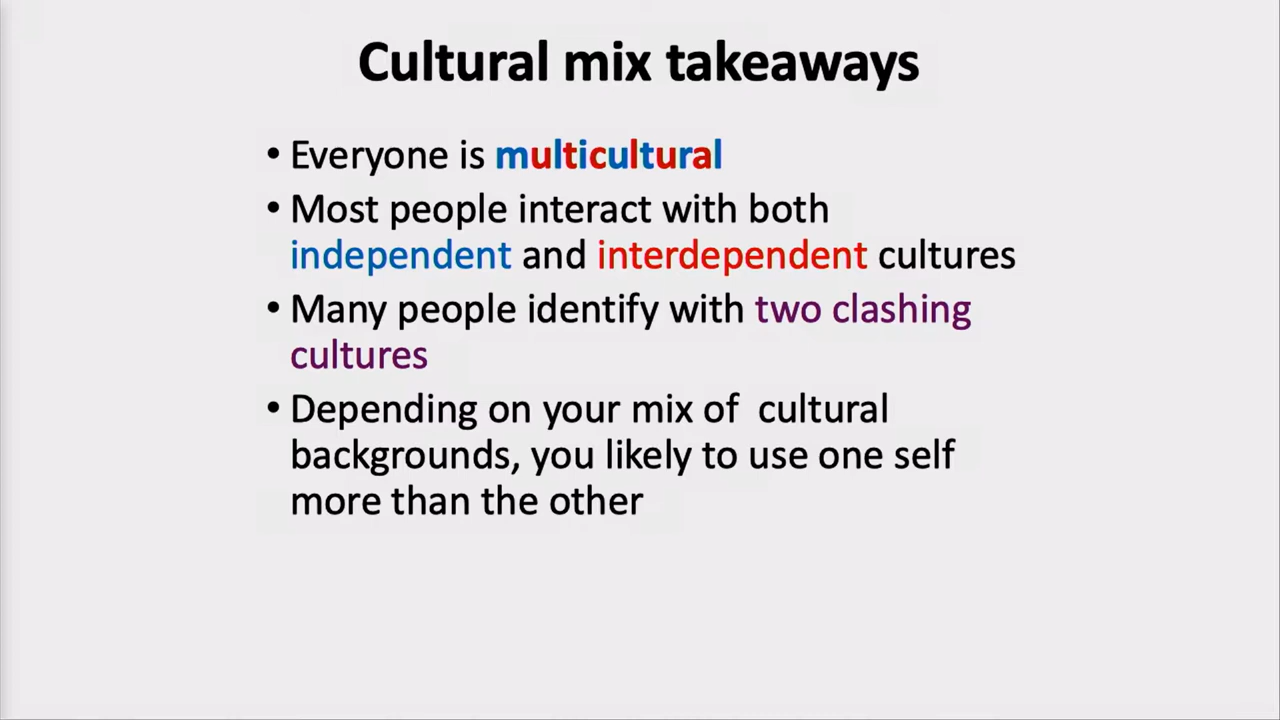 Cultural mix takeaways
• Everyone is multicultural
• Most people interact with both
independent and interdependent cultures
• Many people identify with two clashing
cultures
• Depending on your mix of  cultural
backgrounds, you likely to use one self
more than the other